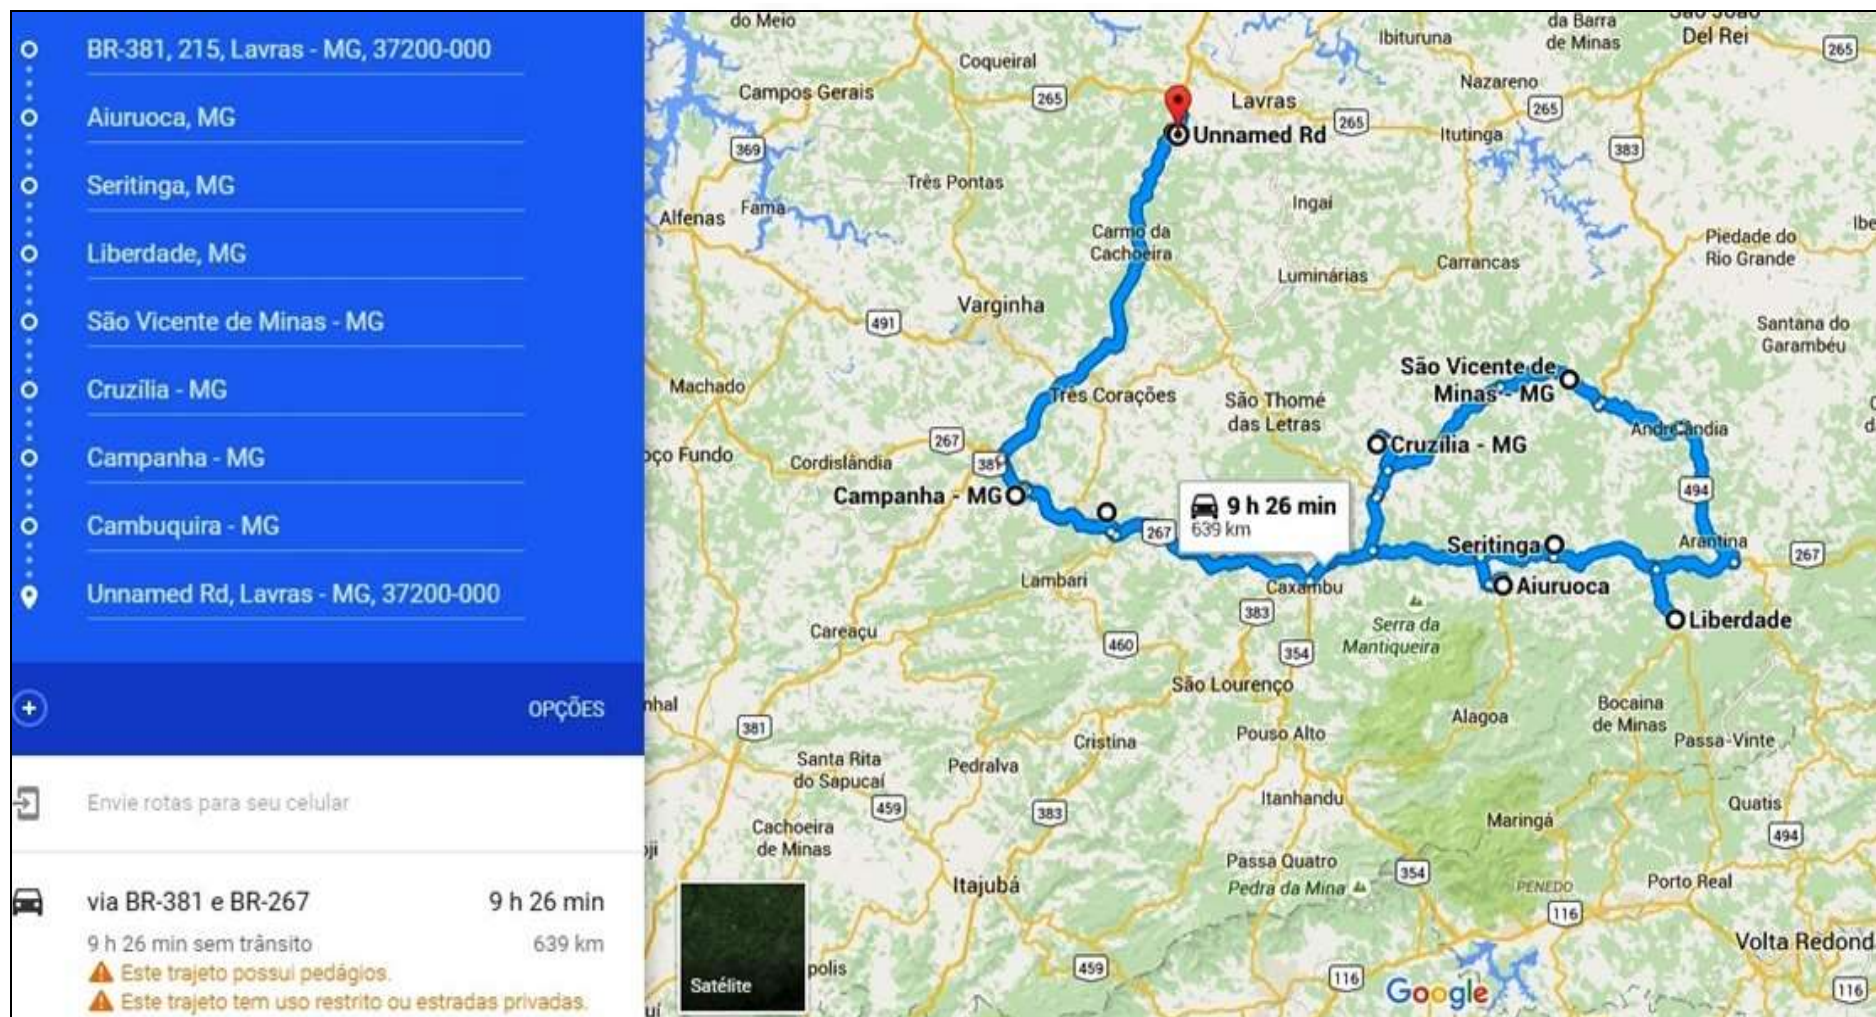 BR-381, 215, Lavras - MG, 37200-000
Aiuruoca, MG
Seritinga, MG
Liberdade, MG
São Vicente de Minas - MG
Cruzília - MG
Campanha - MG
Cambuquira - MG
Unnamed Rd, Lavras - MG, 37200-000
OPÇÕES
Envie rotas para seu celular
via BR-381 e BR-267 9 h 26 min
9 h 26 min sem trânsito 639 km
Este trajeto possui pedágios.
Este trajeto tem uso restrito ou estradas privadas.
do Meio
da Barra
de Minas
Del Rei
265
Ibituruna
Coqueiral
Campos Gerais
265
Lavras
Nazareno
265
265
Unnamed Rd
Itutinga
369
383
Três Pontas
Alfenas
Fama
Ingaí
Carmo da
Cachoeira
Piedade do
Rio Grande
Luminárias
Carrancas
Varginha
491
Santana do
Garambéu
São Vicente de
Minas - MG
Machado
Três Corações
São Thomé
das Letras
Andrelândia
267
Cruzília - MG
oço Fundo
Cordislândia
381
Campanha - MG
494
9 h 26 min
639 km
267
Seritinga
Arantina
267
Lambari
Caxambu
Aiuruoca
383
Liberdade
Careaçu
460
354
Serra da
Mantiqueira
São Lourenço
nhal
381
Cristina
Pouso Alto
Alagoa
Bocaina
de Minas
Passa-Vinte
Santa Rita
do Sapucaí
Pedralva
459
383
Itanhandu
Maringá
Quatis
494
Cachoeira
de Minas
Passa Quatro
Pedra da Mina
354
Itajubá
PENEDO
Porto Real
116
Volta Redond
polis
459
116
Google
116
Satélite